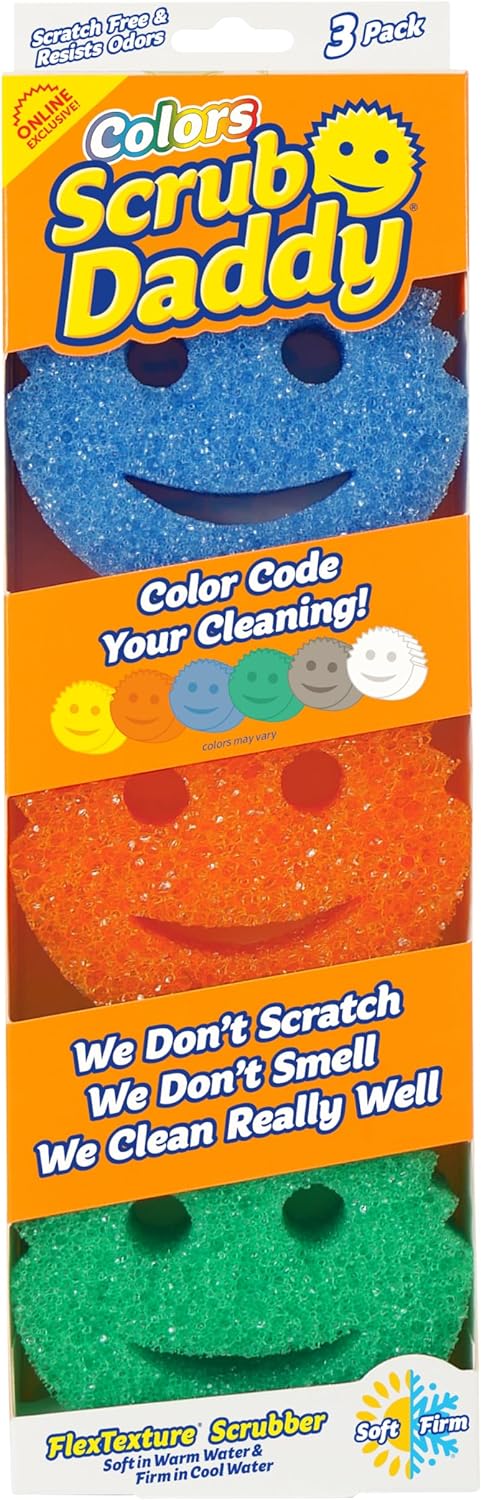 Scratch Free &
Resists Odors
3 Pack
ONLINE
EXCLUSIVE!
Colors
Scrub
Daddy®
Color Code
Your Cleaning!
colors may vary
We Don't Scratch
We Don't Smell
We Clean Really Well
FlexTexture® Scrubber
Soft in Warm Water &
Firm in Cool Water
Soft Firm